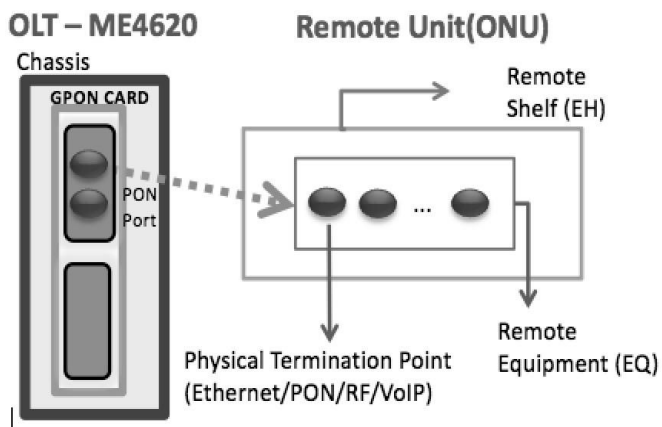 OLT – ME4620
Remote Unit(ONU)
Chassis
GPON CARD
PON
Port
Remote
Shelf (EH)
...
Physical Termination Point
(Ethernet/PON/RF/VoIP)
Remote
Equipment (EQ)